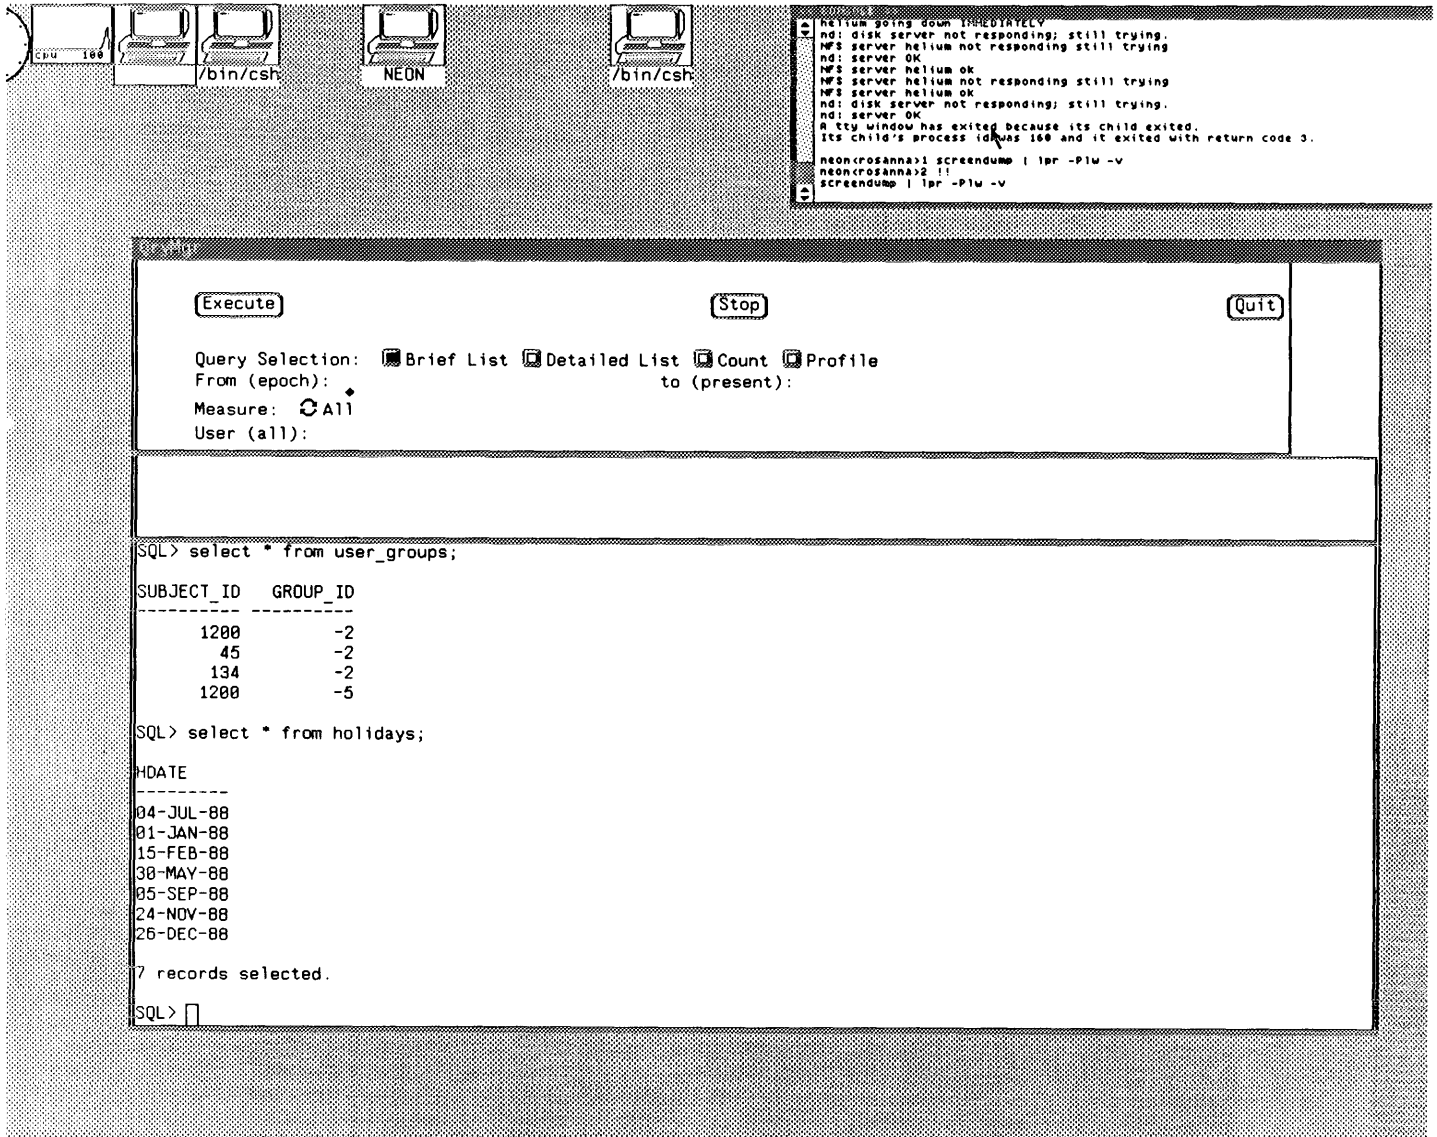 cpu 100
/bin/csh
NEON
/bin/csh
helium going down IMMEDIATELY
nd: disk server not responding; still trying.
NFS server helium not responding still trying
nd: server OK
NFS server helium ok
NFS server helium not responding still trying
NFS server helium ok
nd: disk server not responding; still trying.
nd: server OK
A tty window has exited because its child exited.
Its child's process id was 160 and it exited with return code 3.
neon<rosanna>1 screendump | lpr -Plw -v
neon<rosanna>2 !!
screendump | lpr -Plw -v
QryMgr
Execute Stop Quit
Query Selection: Brief List Detailed List Count Profile
From (epoch): to (present):
Measure: All
User (all):
SQL> select * from user_groups;
SUBJECT_ID GROUP_ID
---------- ----------
1200 -2
45 -2
134 -2
1200 -5
SQL> select * from holidays;
HDATE
---------
04-JUL-88
01-JAN-88
15-FEB-88
30-MAY-88
05-SEP-88
24-NOV-88
26-DEC-88
7 records selected.
SQL>